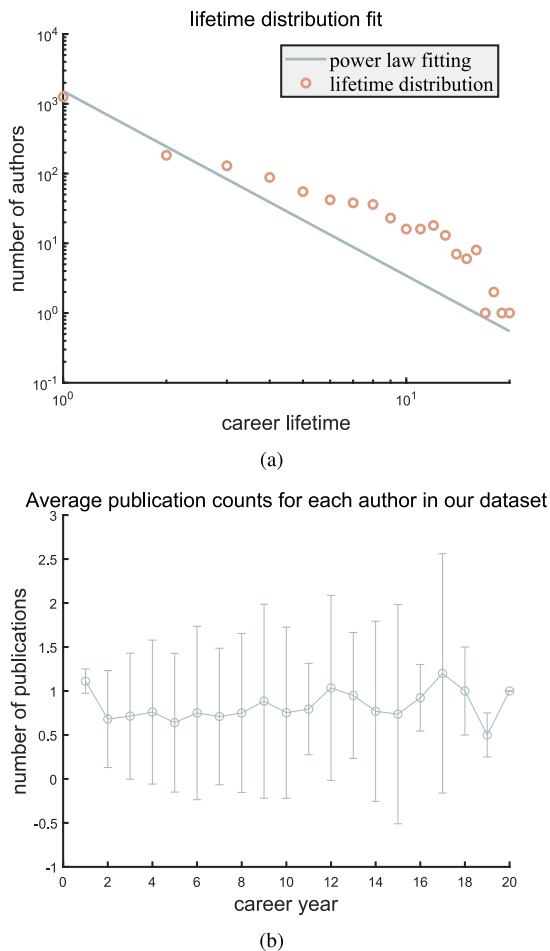 lifetime distribution fit
10^4
10^3
10^2
10^1
10^0
10^-1
number of authors
power law fitting
lifetime distribution
10^0
10^1
career lifetime
(a)
Average publication counts for each author in our dataset
3
2.5
2
1.5
1
0.5
0
-0.5
-1
number of publications
0 2 4 6 8 10 12 14 16 18 20
career year
(b)